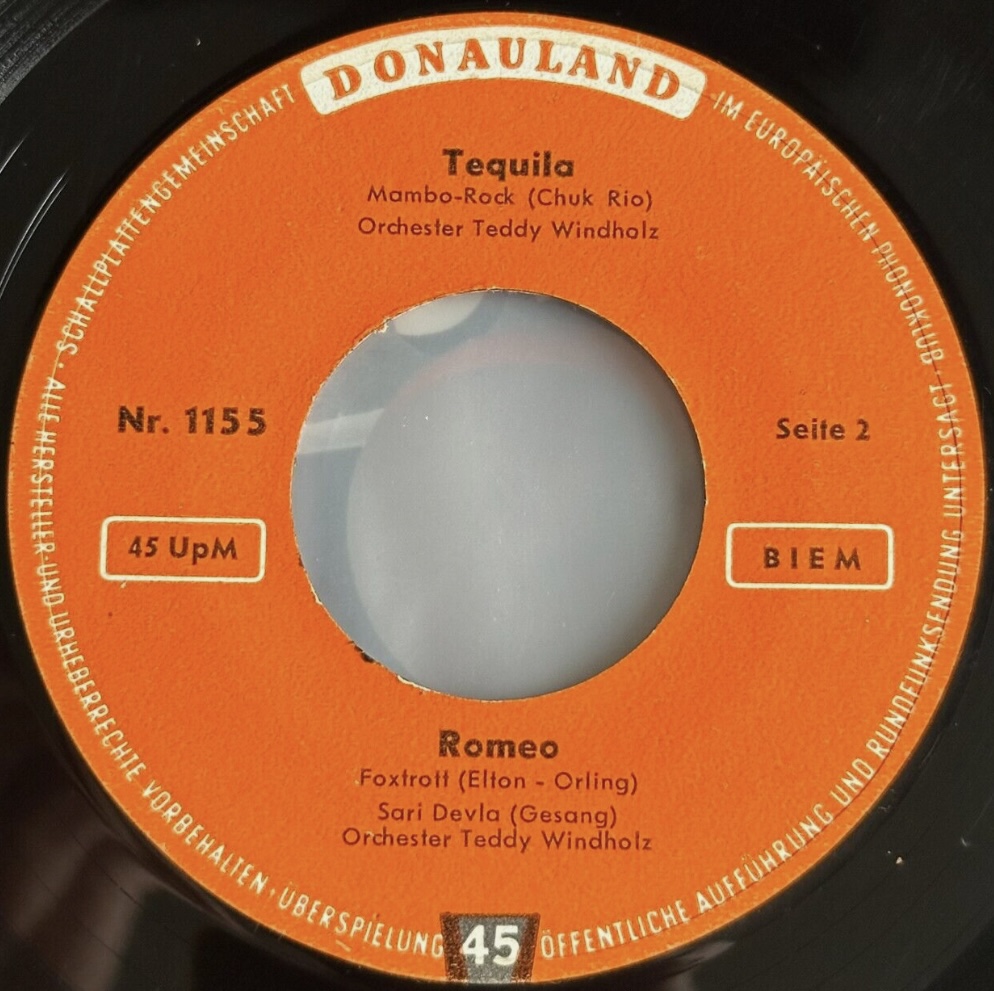 DONAULAND
Tequila
Mambo-Rock (Chuk Rio)
Orchester Teddy Windholz
Nr. 1155
Seite 2
45 UpM
BIEM
Romeo
Foxtrott (Elton - Orling)
Sari Devla (Gesang)
Orchester Teddy Windholz
45
SCHALLPLATTENGEMEINSCHAFT
IM EUROPÄISCHEN PHONOKLUB · ALLE HERSTELLER- UND URHEBERRECHTE VORBEHALTEN · ÜBERSPIELUNG
ÖFFENTLICHE AUFFÜHRUNG UND RUNDFUNKSENDUNG UNTERSAGT